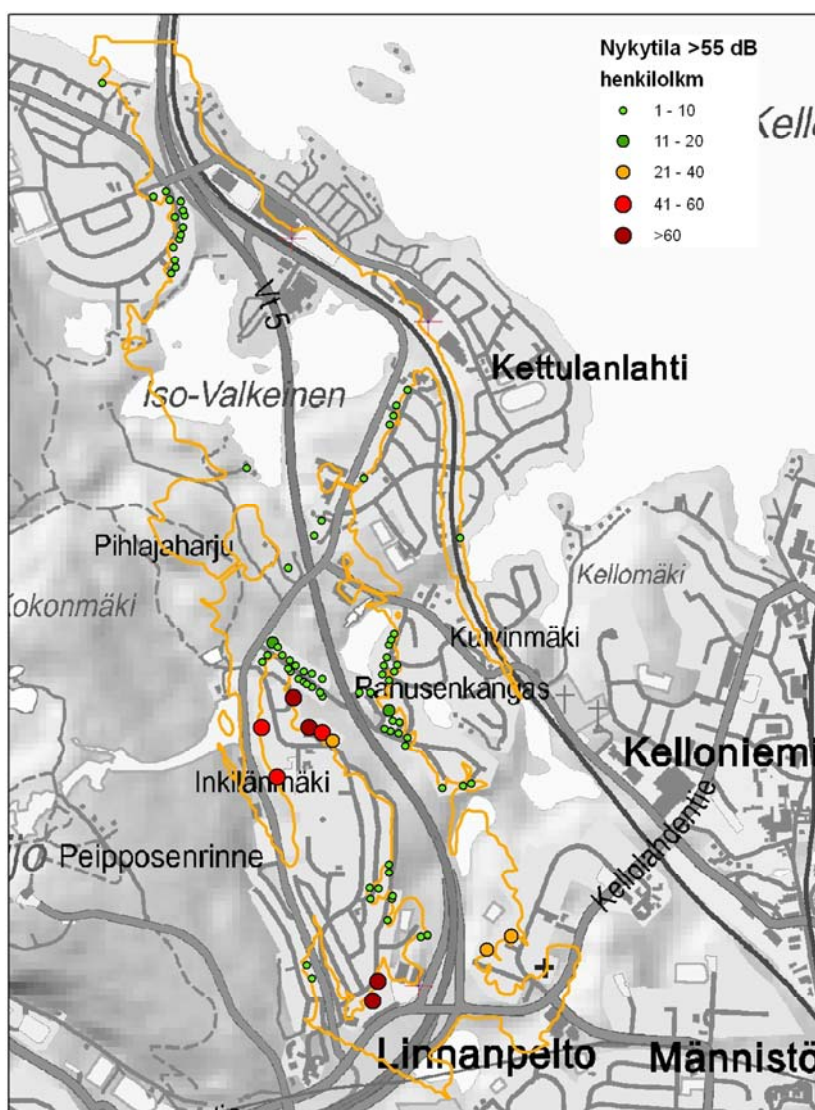 Nykytila >55 dB
henkilolkm
1 - 10
11 - 20
21 - 40
41 - 60
>60
Vt 5
Kettulanlahti
Iso-Valkeinen
Pihlajaharju
Kellomäki
Kokonmäki
Kuivinmäki
Ranusenkangas
Kelloniemi
Inkilänmäki
Peipposenrinne
Kellolahdentie
Linnanpelto
Männistö